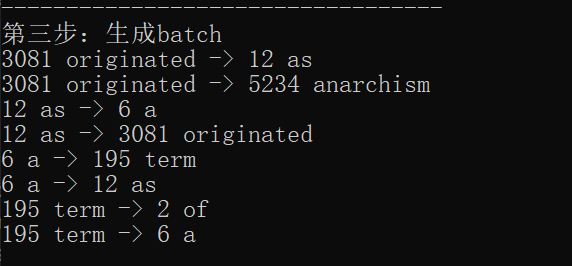 -----------------------------------
第三步：生成batch
3081 originated -> 12 as
3081 originated -> 5234 anarchism
12 as -> 6 a
12 as -> 3081 originated
6 a -> 195 term
6 a -> 12 as
195 term -> 2 of
195 term -> 6 a